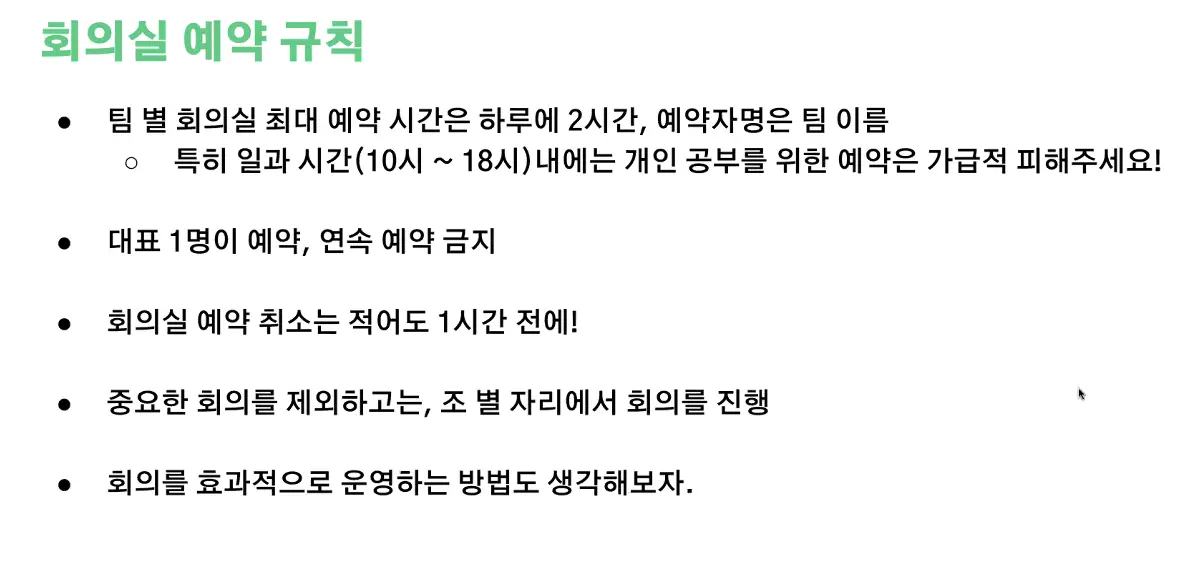 회의실 예약 규칙
● 팀 별 회의실 최대 예약 시간은 하루에 2시간, 예약자명은 팀 이름
○ 특히 일과 시간(10시 ~ 18시)내에는 개인 공부를 위한 예약은 가급적 피해주세요!
● 대표 1명이 예약, 연속 예약 금지
● 회의실 예약 취소는 적어도 1시간 전에!
● 중요한 회의를 제외하고는, 조 별 자리에서 회의를 진행
● 회의를 효과적으로 운영하는 방법도 생각해보자.